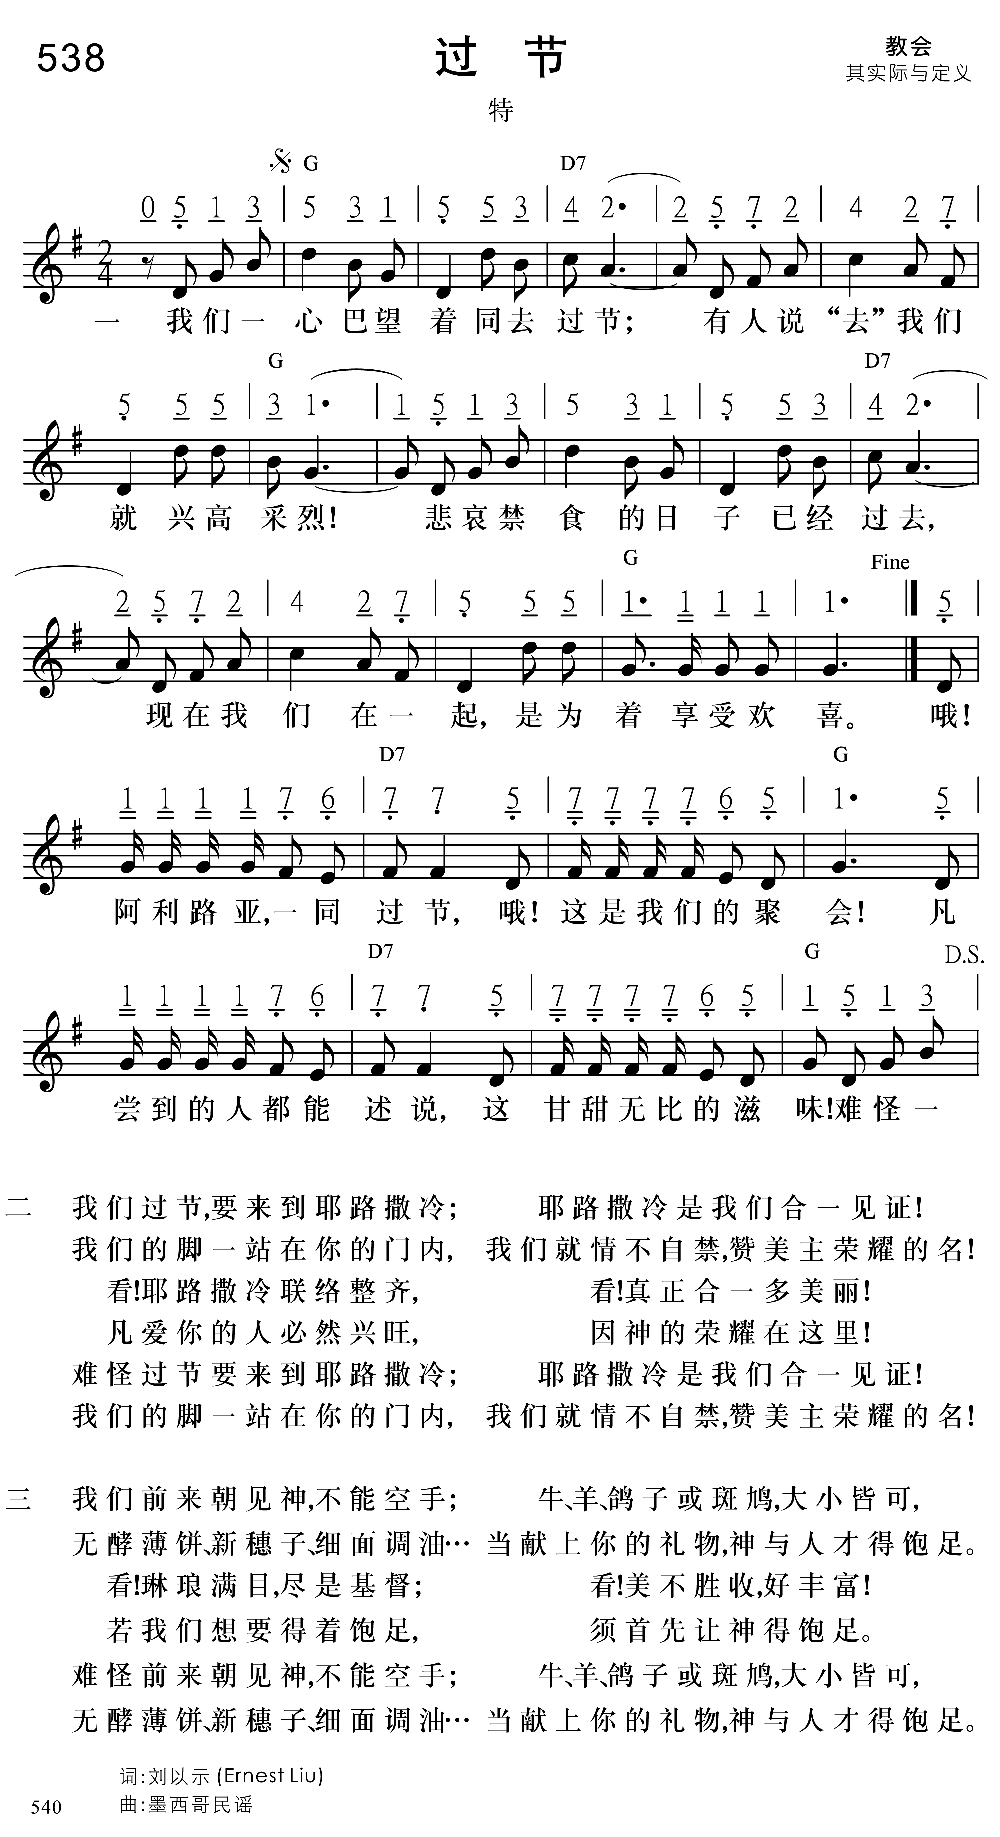 538
过 节
教会
其实际与定义
特
G D7
0 5 1 3 | 5 3 1 | 5 5 3 | 4 2• | 2 5 7 2 | 4 2 7 |
2 4
一 我们一 心巴望 着同去 过节; 有人说 “去”我们
G D7
5 5 5 | 3 1• | 1 5 1 3 | 5 3 1 | 5 5 3 | 4 2• |
就兴高 采烈! 悲哀禁 食的日 子已经 过去,
G Fine
2 5 7 2 | 4 2 7 | 5 5 5 | 1• 1 1 1 | 1• 5 |
现在我 们在一 起,是为 着享受欢 喜。 哦!
D7 G
1 1 1 1 7 6 | 7 7 5 | 7 7 7 7 6 5 | 1• 5 |
阿利路亚,一同 过节, 哦! 这是我们的聚 会! 凡
D7 G D.S.
1 1 1 1 7 6 | 7 7 5 | 7 7 7 7 6 5 | 1 5 1 3 |
尝到的人都能 述说, 这 甘甜无比的滋 味!难怪一
二 我们过节,要来到耶路撒冷; 耶路撒冷是我们合一见证!
我们的脚一站在你的门内, 我们就情不自禁,赞美主荣耀的名!
看!耶路撒冷联络整齐, 看!真正合一多美丽!
凡爱你的人必然兴旺, 因神的荣耀在这里!
难怪过节要来到耶路撒冷; 耶路撒冷是我们合一见证!
我们的脚一站在你的门内, 我们就情不自禁,赞美主荣耀的名!
三 我们前来朝见神,不能空手; 牛、羊、鸽子或斑鸠,大小皆可,
无酵薄饼、新穗子、细面调油… 当献上你的礼物,神与人才得饱足。
看!琳琅满目,尽是基督; 看!美不胜收,好丰富!
若我们想要得着饱足, 须首先让神得饱足。
难怪前来朝见神,不能空手; 牛、羊、鸽子或斑鸠,大小皆可,
无酵薄饼、新穗子、细面调油… 当献上你的礼物,神与人才得饱足。
词:刘以示 (Ernest Liu)
曲:墨西哥民谣
540